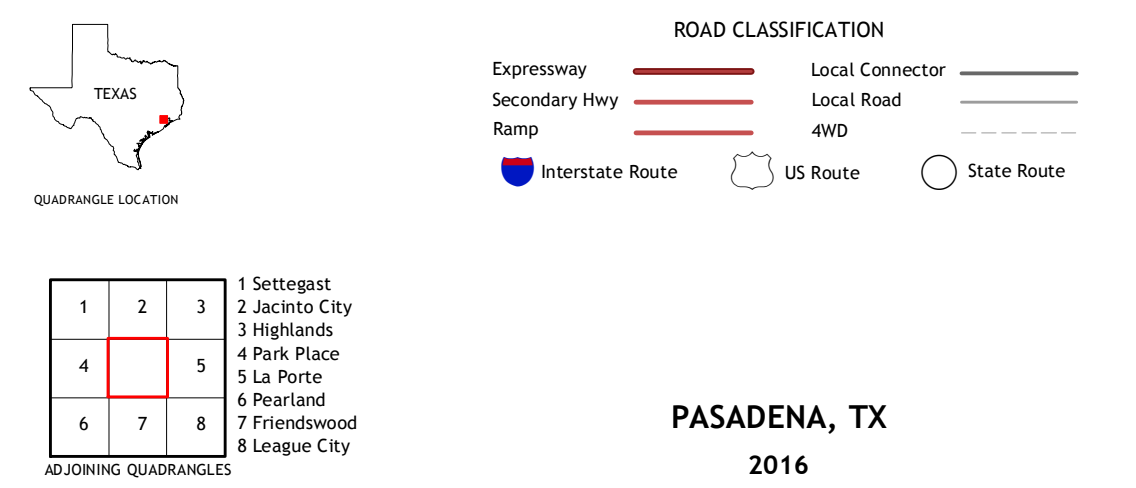 TEXAS
QUADRANGLE LOCATION
ROAD CLASSIFICATION
Expressway
Secondary Hwy
Ramp
Local Connector
Local Road
4WD
Interstate Route
US Route
State Route
1 2 3
4 5
6 7 8
ADJOINING QUADRANGLES
1 Settegast
2 Jacinto City
3 Highlands
4 Park Place
5 La Porte
6 Pearland
7 Friendswood
8 League City
PASADENA, TX
2016